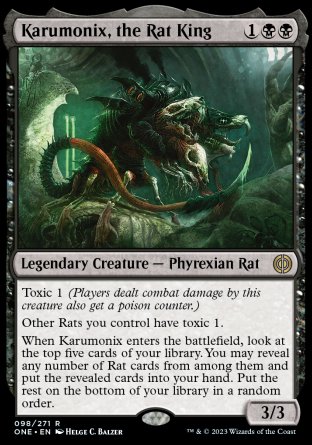 Karumonix, the Rat King 1
Legendary Creature — Phyrexian Rat
Toxic 1 (Players dealt combat damage by this
creature also get a poison counter.)
Other Rats you control have toxic 1.
When Karumonix enters the battlefield, look at
the top five cards of your library. You may reveal
any number of Rat cards from among them and
put the revealed cards into your hand. Put the
rest on the bottom of your library in a random
order.
3/3
098/271 R
ONE • EN HELGE C. BALZER ™ & © 2023 Wizards of the Coast